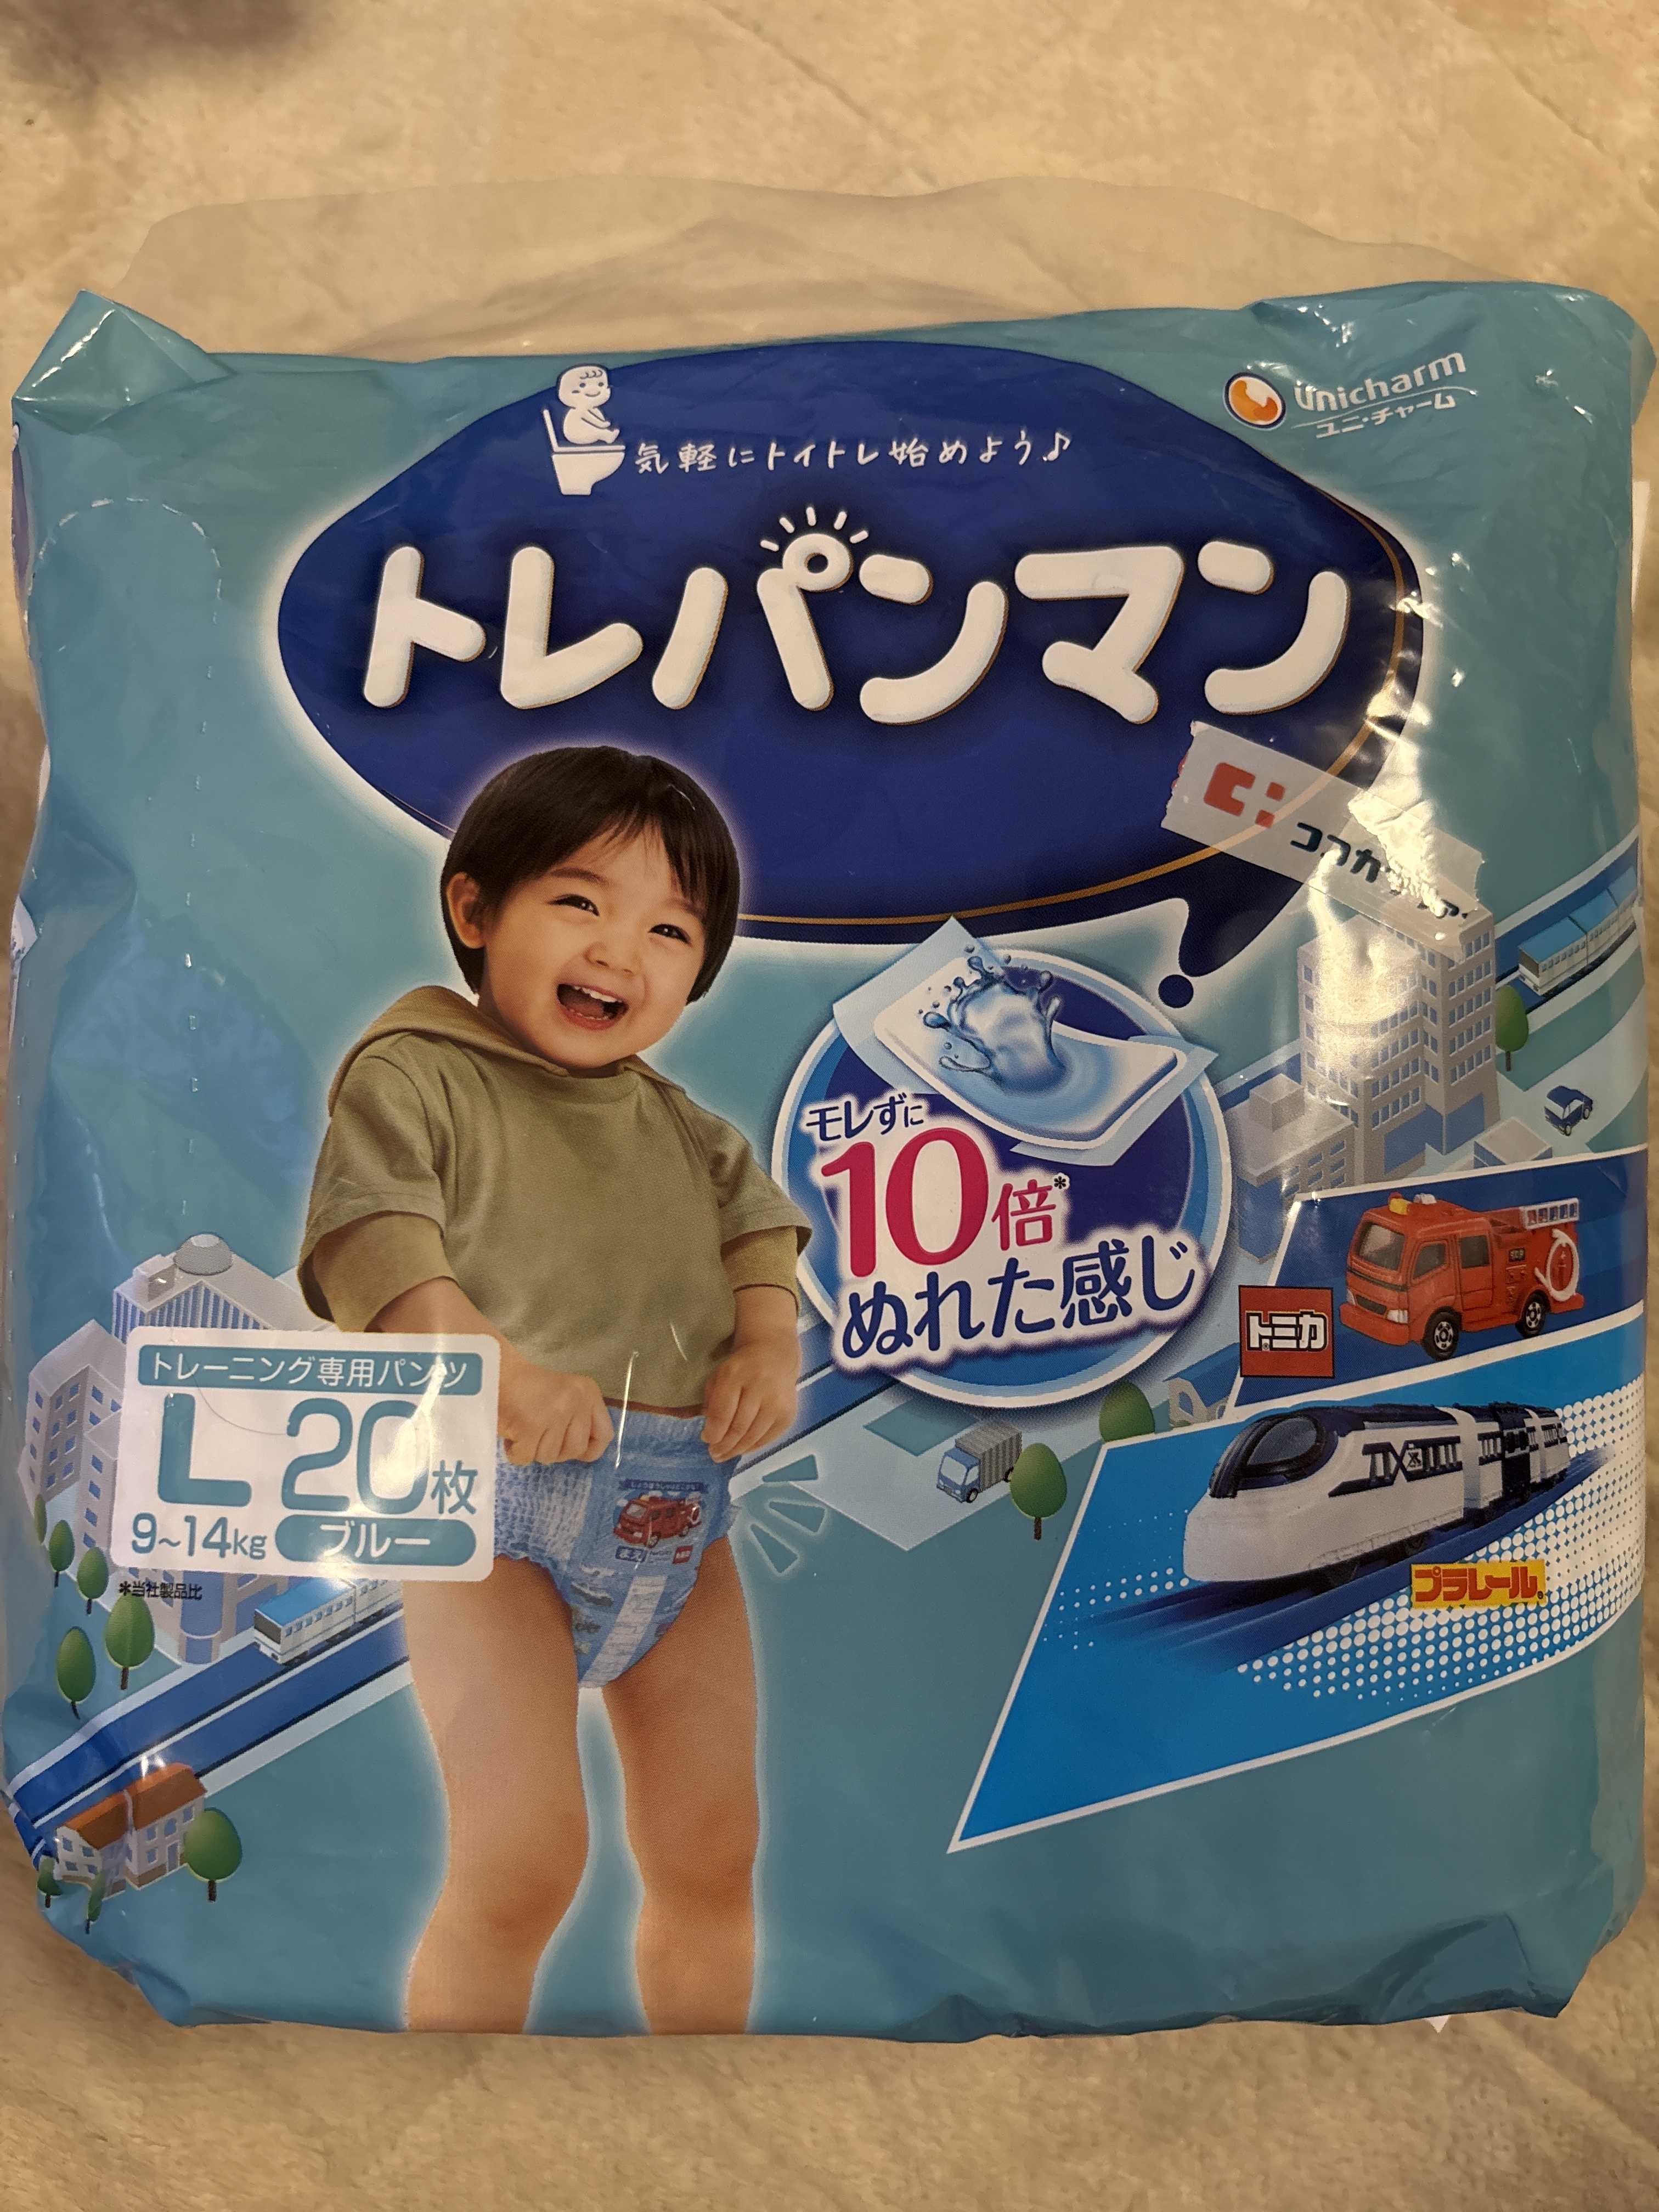 unicharm
ユニ・チャーム
気軽にトイトレ始めよう♪
トレパンマン
モレずに
10倍*
ぬれた感じ
トミカ
トレーニング専用パンツ
L 20枚
9~14kg ブルー
*当社製品比
まえ
TX
プラレール